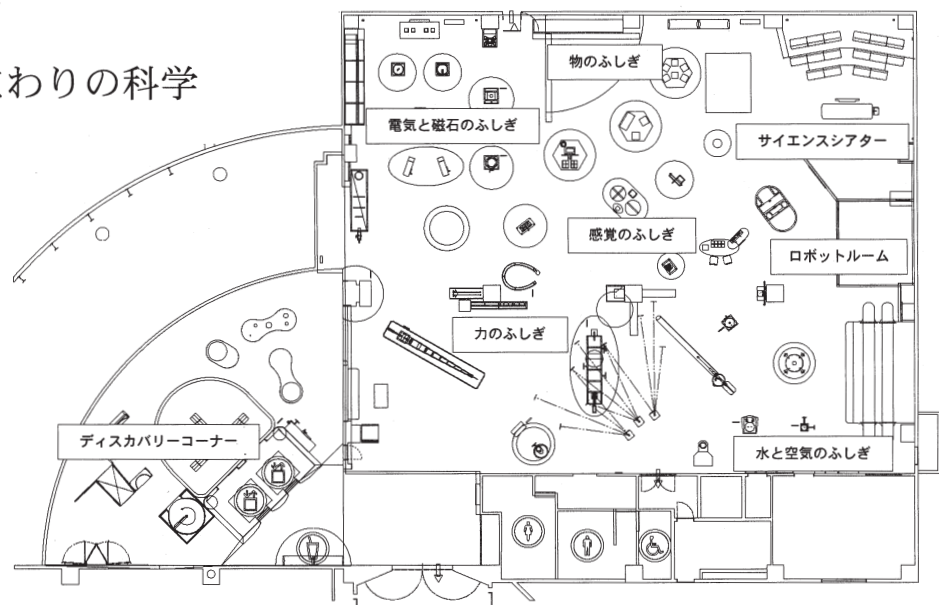 わりの科学
物のふしぎ
電気と磁石のふしぎ
サイエンスシアター
感覚のふしぎ
ロボットルーム
力のふしぎ
ディスカバリーコーナー
水と空気のふしぎ